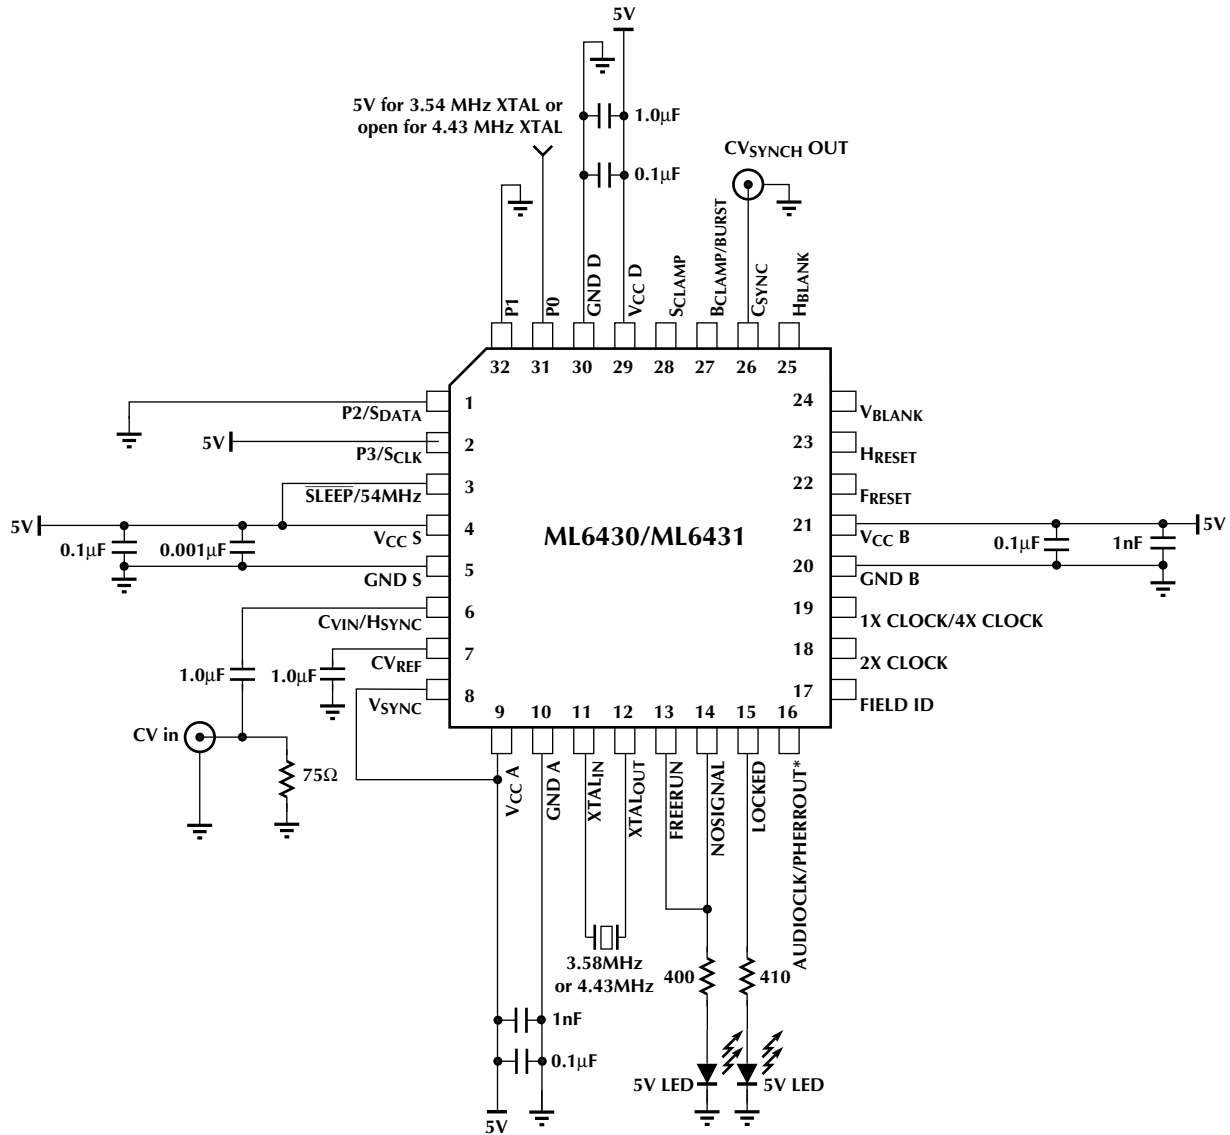 5V
5V for 3.54 MHz XTAL or
open for 4.43 MHz XTAL
1.0µF
0.1µF
CVSYNCH OUT
P1
P0
GND D
VCC D
SCLAMP
BCLAMP/BURST
CSYNC
HBLANK
32
31
30
29
28
27
26
25
1
P2/SDATA
5V
2
P3/SCLK
3
SLEEP/54MHz
5V
4
VCC S
0.1µF
0.001µF
5
GND S
6
CVIN/HSYNC
7
CVREF
1.0µF
1.0µF
8
VSYNC
CV in
75Ω
ML6430/ML6431
24
VBLANK
23
HRESET
22
FRESET
21
VCC B
5V
0.1µF
1nF
20
GND B
19
1X CLOCK/4X CLOCK
18
2X CLOCK
17
FIELD ID
9
10
11
12
13
14
15
16
VCC A
GND A
XTALIN
XTALOUT
FREERUN
NOSIGNAL
LOCKED
AUDIOCLK/PHERROUT*
3.58MHz
or 4.43MHz
400
410
1nF
0.1µF
5V LED
5V LED
5V